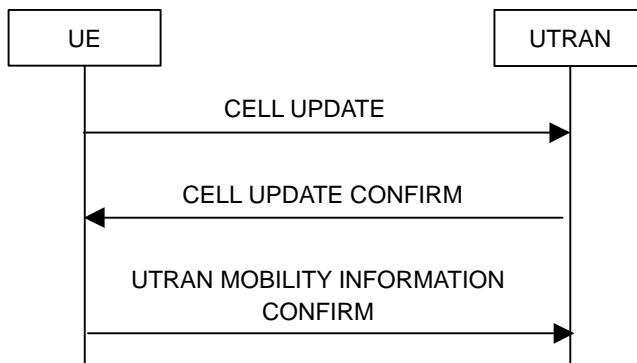 UE
UTRAN
CELL UPDATE
CELL UPDATE CONFIRM
UTRAN MOBILITY INFORMATION
CONFIRM